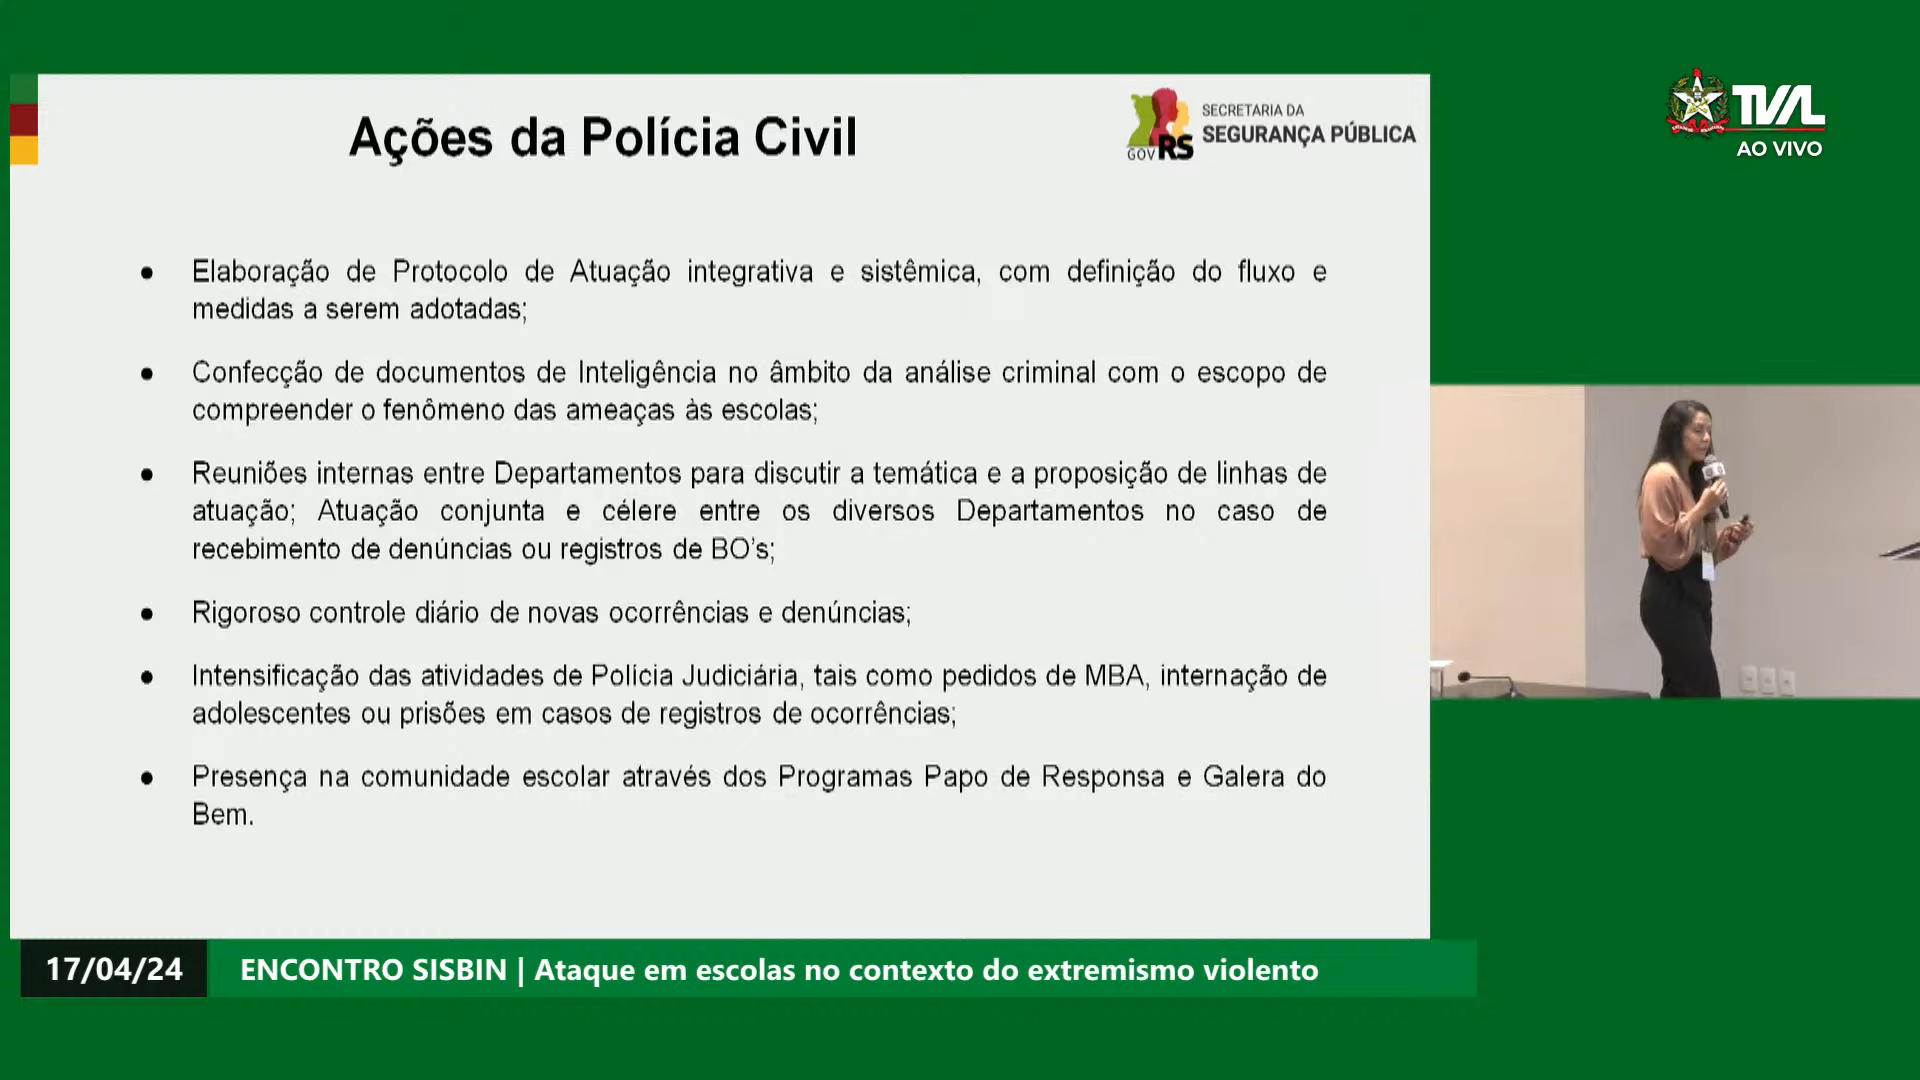 Ações da Polícia Civil
GOV RS
SECRETARIA DA
SEGURANÇA PÚBLICA
TVAL
AO VIVO
● Elaboração de Protocolo de Atuação integrativa e sistêmica, com definição do fluxo e
medidas a serem adotadas;
● Confecção de documentos de Inteligência no âmbito da análise criminal com o escopo de
compreender o fenômeno das ameaças às escolas;
● Reuniões internas entre Departamentos para discutir a temática e a proposição de linhas de
atuação; Atuação conjunta e célere entre os diversos Departamentos no caso de
recebimento de denúncias ou registros de BO's;
● Rigoroso controle diário de novas ocorrências e denúncias;
● Intensificação das atividades de Polícia Judiciária, tais como pedidos de MBA, internação de
adolescentes ou prisões em casos de registros de ocorrências;
● Presença na comunidade escolar através dos Programas Papo de Responsa e Galera do
Bem.
17/04/24
ENCONTRO SISBIN | Ataque em escolas no contexto do extremismo violento